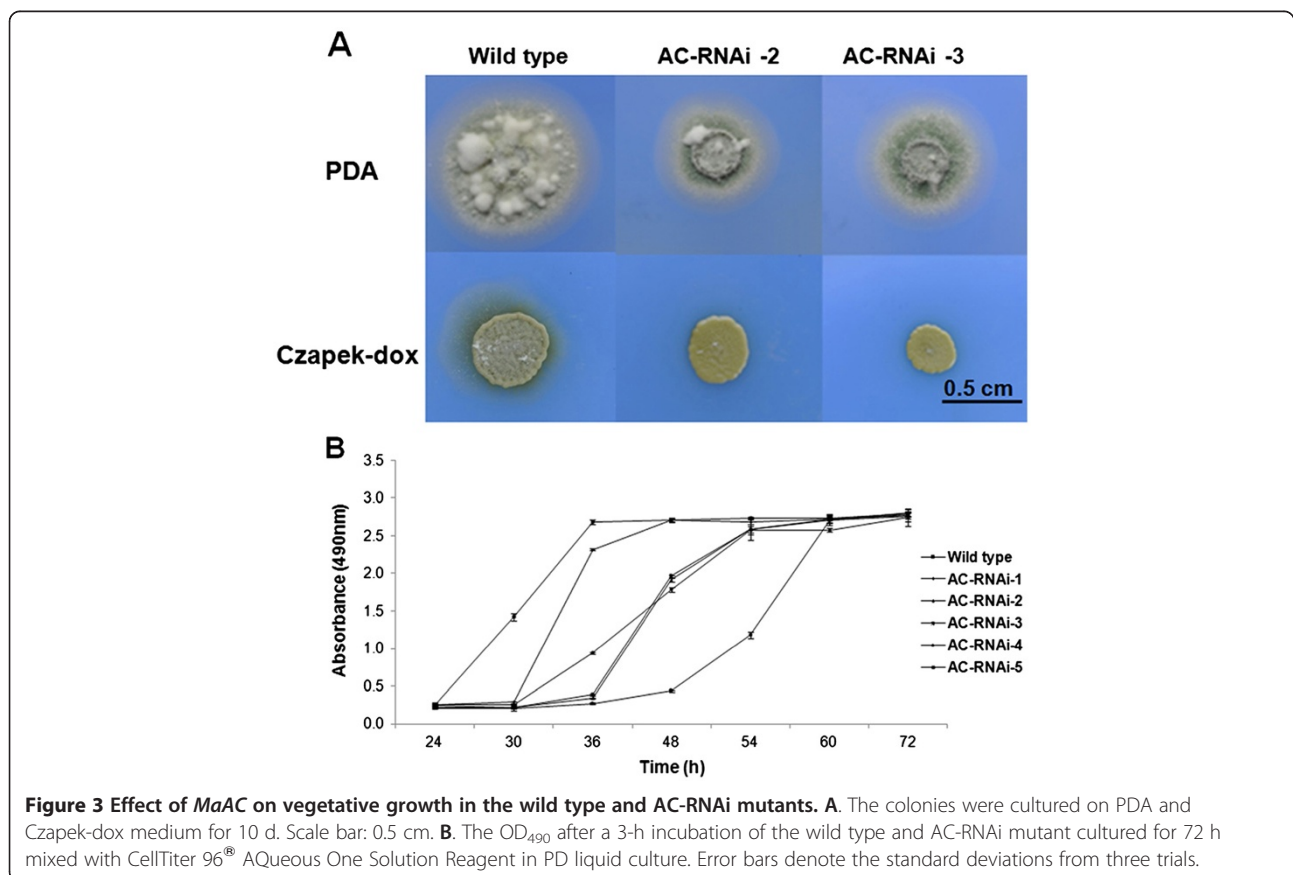 A
Wild type AC-RNAi -2 AC-RNAi -3
PDA
Czapek-dox
0.5 cm
B
3.5
3.0
2.5
2.0
1.5
1.0
0.5
0.0
Absorbance (490nm)
24 30 36 48 54 60 72
Time (h)
Wild type
AC-RNAi-1
AC-RNAi-2
AC-RNAi-3
AC-RNAi-4
AC-RNAi-5
Figure 3 Effect of MaAC on vegetative growth in the wild type and AC-RNAi mutants. A. The colonies were cultured on PDA and
Czapek-dox medium for 10 d. Scale bar: 0.5 cm. B. The OD490 after a 3-h incubation of the wild type and AC-RNAi mutant cultured for 72 h
mixed with CellTiter 96® AQueous One Solution Reagent in PD liquid culture. Error bars denote the standard deviations from three trials.